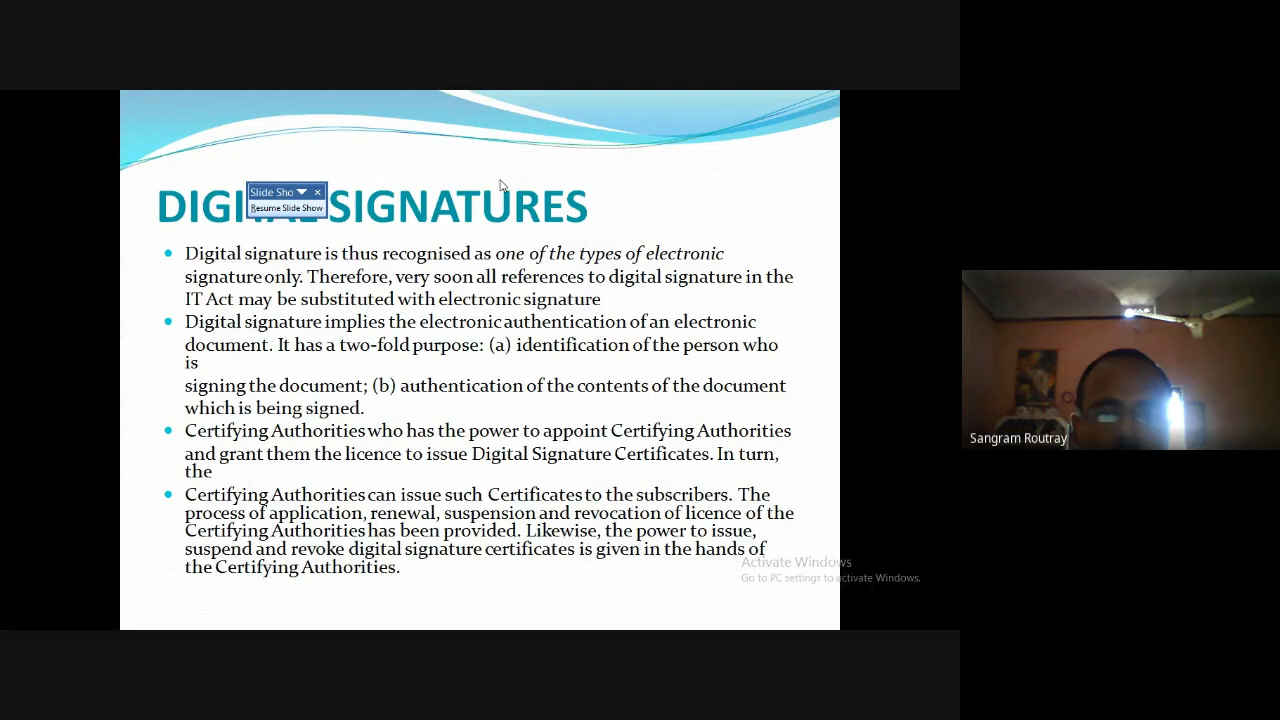 Slide Sho
Resume Slide Show
DIGITAL SIGNATURES
Digital signature is thus recognised as one of the types of electronic
signature only. Therefore, very soon all references to digital signature in the
IT Act may be substituted with electronic signature
Digital signature implies the electronic authentication of an electronic
document. It has a two-fold purpose: (a) identification of the person who
is
signing the document; (b) authentication of the contents of the document
which is being signed.
Certifying Authorities who has the power to appoint Certifying Authorities
and grant them the licence to issue Digital Signature Certificates. In turn,
the
Certifying Authorities can issue such Certificates to the subscribers. The
process of application, renewal, suspension and revocation of licence of the
Certifying Authorities has been provided. Likewise, the power to issue,
suspend and revoke digital signature certificates is given in the hands of
the Certifying Authorities.
Activate Windows
Go to PC settings to activate Windows.
Sangram Routray